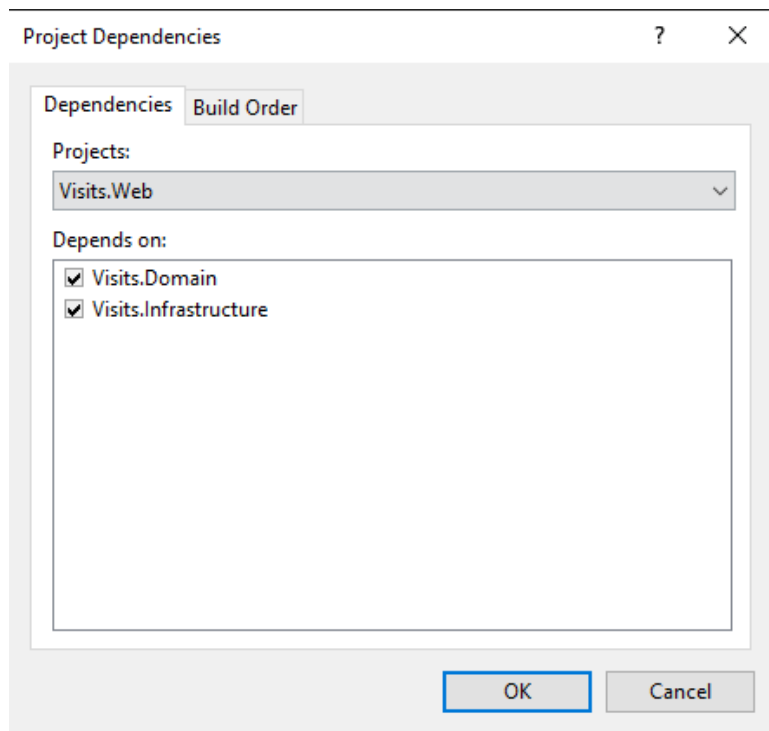 Project Dependencies
Dependencies Build Order
Projects:
Visits.Web
Depends on:
Visits.Domain
Visits.Infrastructure
OK Cancel